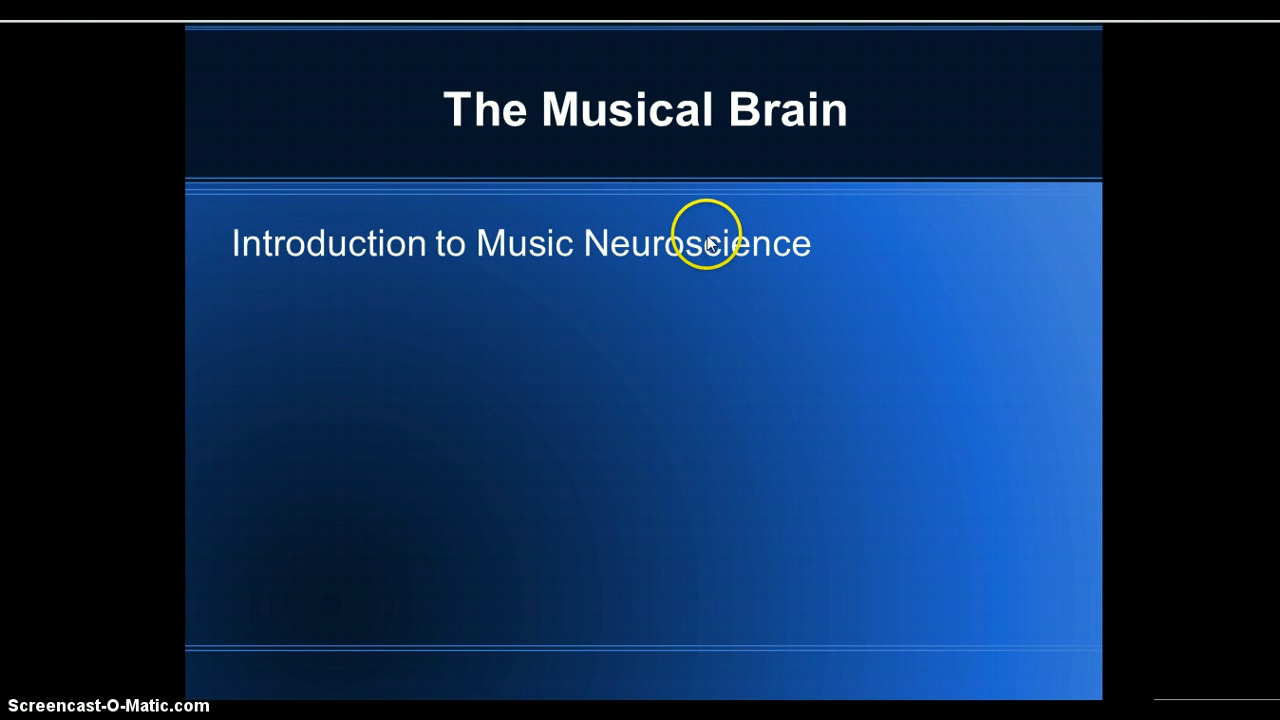 The Musical Brain
Introduction to Music Neuroscience
Screencast-O-Matic.com